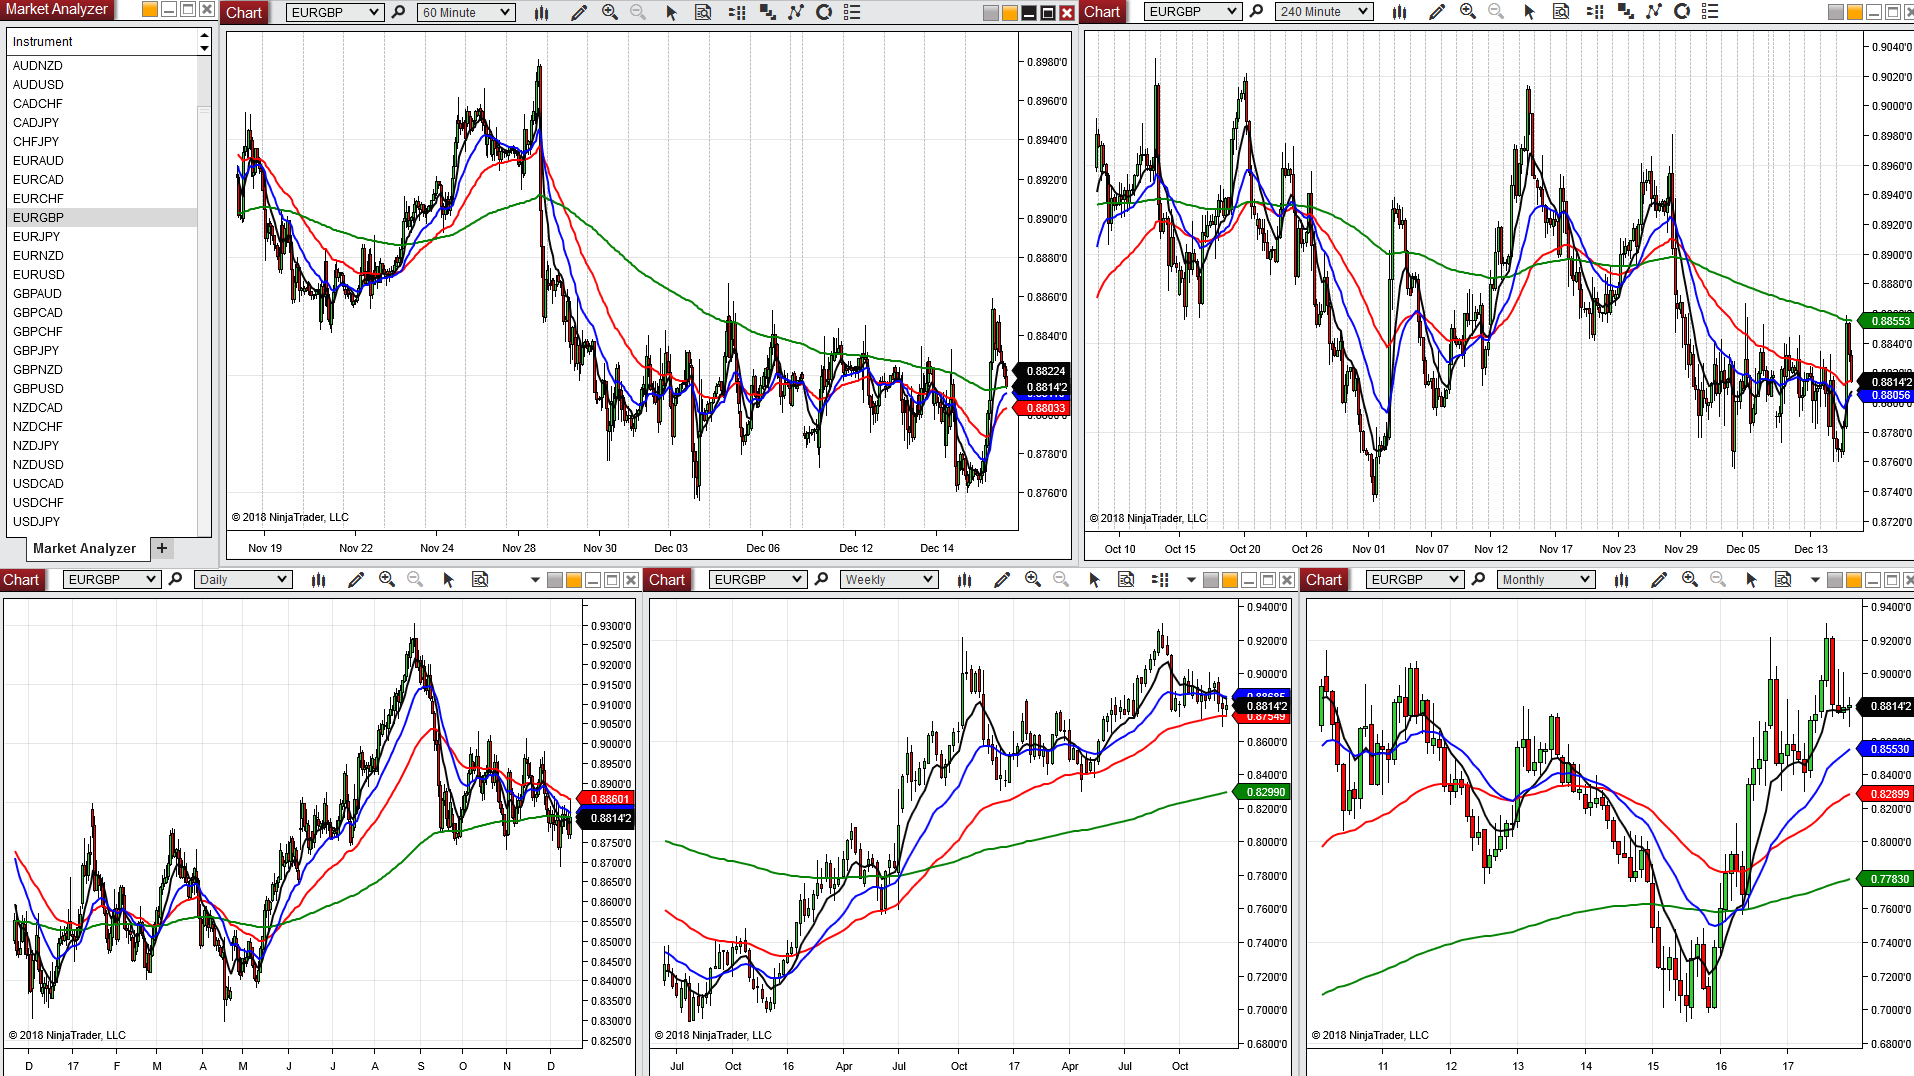 Market Analyzer
Instrument
AUDNZD
AUDUSD
CADCHF
CADJPY
CHFJPY
EURAUD
EURCAD
EURCHF
EURGBP
EURJPY
EURNZD
EURUSD
GBPAUD
GBPCAD
GBPCHF
GBPJPY
GBPNZD
GBPUSD
NZDCAD
NZDCHF
NZDJPY
NZDUSD
USDCAD
USDCHF
USDJPY
Market Analyzer +
Chart EURGBP 60 Minute
0.8980'0
0.8960'0
0.8940'0
0.8920'0
0.8900'0
0.8880'0
0.8860'0
0.8840'0
0.88224
0.8814'2
0.88033
0.8780'0
0.8760'0
© 2018 NinjaTrader, LLC
Nov 19 Nov 22 Nov 24 Nov 28 Nov 30 Dec 03 Dec 06 Dec 12 Dec 14
Chart EURGBP 240 Minute
0.9040'0
0.9020'0
0.9000'0
0.8980'0
0.8960'0
0.8940'0
0.8920'0
0.8900'0
0.8880'0
0.88553
0.8840'0
0.8814'2
0.88056
0.8780'0
0.8760'0
0.8740'0
0.8720'0
© 2018 NinjaTrader, LLC
Oct 10 Oct 15 Oct 20 Oct 26 Nov 01 Nov 07 Nov 12 Nov 17 Nov 23 Nov 29 Dec 05 Dec 13
Chart EURGBP Daily
0.9300'0
0.9250'0
0.9200'0
0.9150'0
0.9100'0
0.9050'0
0.9000'0
0.8950'0
0.8900'0
0.88601
0.8814'2
0.8750'0
0.8700'0
0.8650'0
0.8600'0
0.8550'0
0.8500'0
0.8450'0
0.8400'0
0.8350'0
0.8300'0
0.8250'0
© 2018 NinjaTrader, LLC
D 17 F M A M J J A S O N D
Chart EURGBP Weekly
0.9400'0
0.9200'0
0.9000'0
0.88685
0.8814'2
0.87549
0.8600'0
0.8400'0
0.82990
0.8200'0
0.8000'0
0.7800'0
0.7600'0
0.7400'0
0.7200'0
0.7000'0
0.6800'0
© 2018 NinjaTrader, LLC
Jul Oct 16 Apr Jul Oct 17 Apr Jul Oct
Chart EURGBP Monthly
0.9400'0
0.9200'0
0.9000'0
0.8814'2
0.85530
0.8400'0
0.82899
0.8200'0
0.8000'0
0.77830
0.7600'0
0.7400'0
0.7200'0
0.7000'0
0.6800'0
© 2018 NinjaTrader, LLC
11 12 13 14 15 16 17